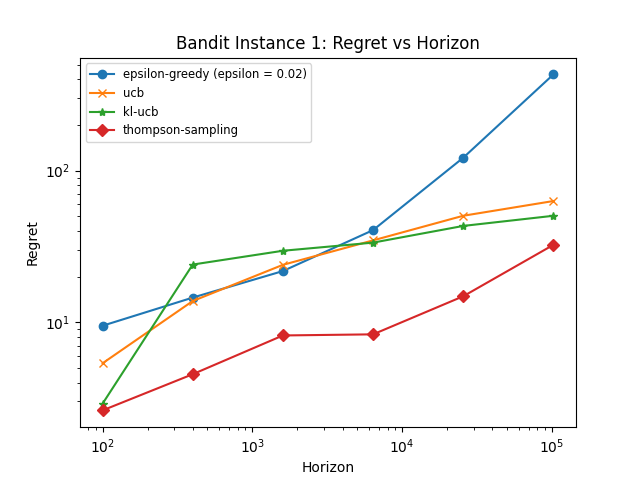 Bandit Instance 1: Regret vs Horizon
epsilon-greedy (epsilon = 0.02)
ucb
kl-ucb
thompson-sampling
Regret
10²
10¹
10² 10³ 10⁴ 10⁵
Horizon